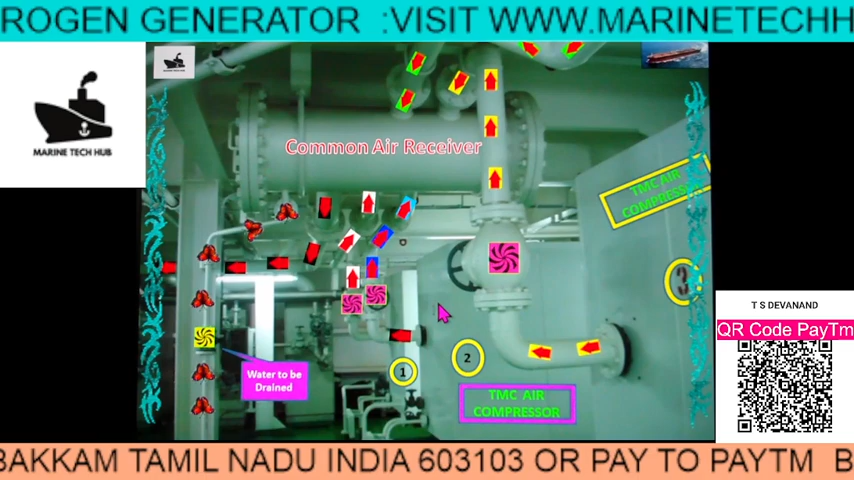 ROGEN GENERATOR :VISIT WWW.MARINETECHH
MARINE TECH HUB
Common Air Receiver
TMC AIR
COMPRESSOR
3
T S DEVANAND
QR Code PayTm
1
2
Water to be
Drained
TMC AIR
COMPRESSOR
BAKKAM TAMIL NADU INDIA 603103 OR PAY TO PAYTM B